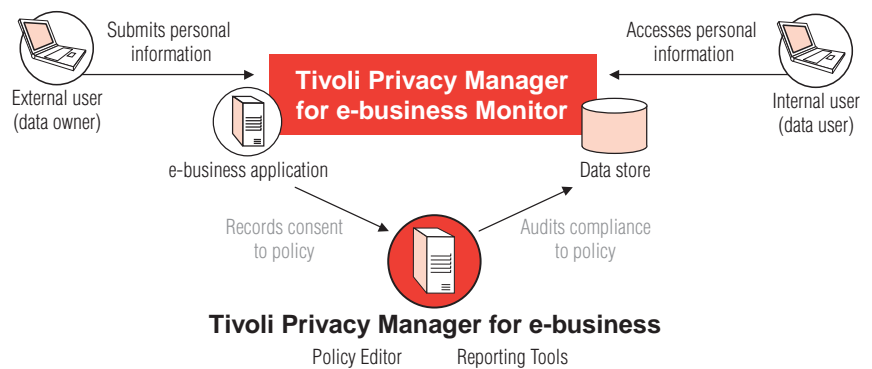 Submits personal
information
Accesses personal
information
Tivoli Privacy Manager
for e-business Monitor
External user
(data owner)
Internal user
(data user)
e-business application
Data store
Records consent
to policy
Audits compliance
to policy
Tivoli Privacy Manager for e-business
Policy Editor
Reporting Tools